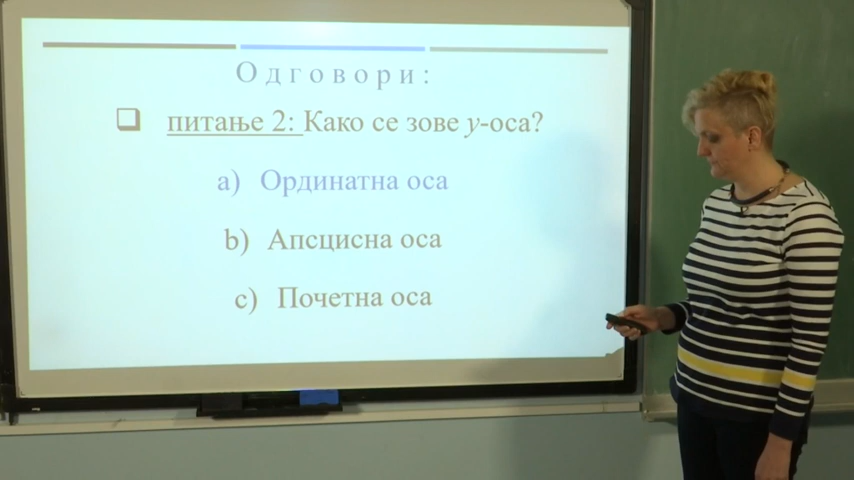 Одговори:
питање 2: Како се зове y-оса?
a) Ординатна оса
b) Апсцисна оса
c) Почетна оса